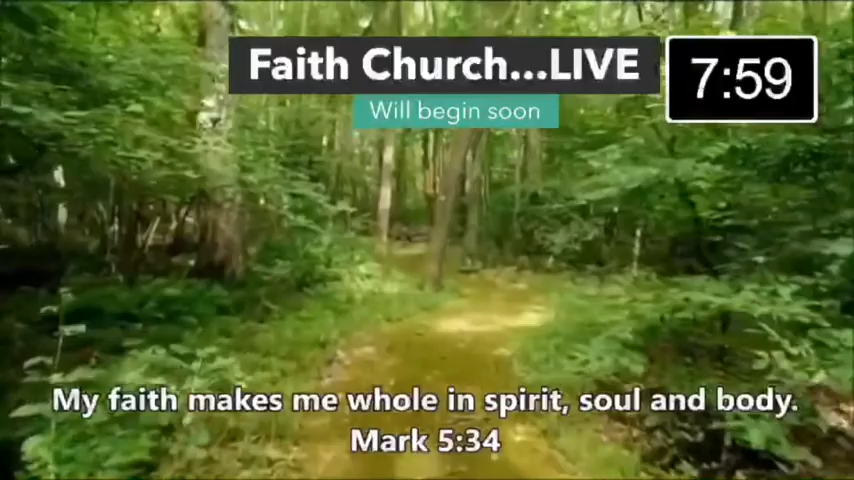 Faith Church...LIVE
7:59
Will begin soon
My faith makes me whole in spirit, soul and body.
Mark 5:34